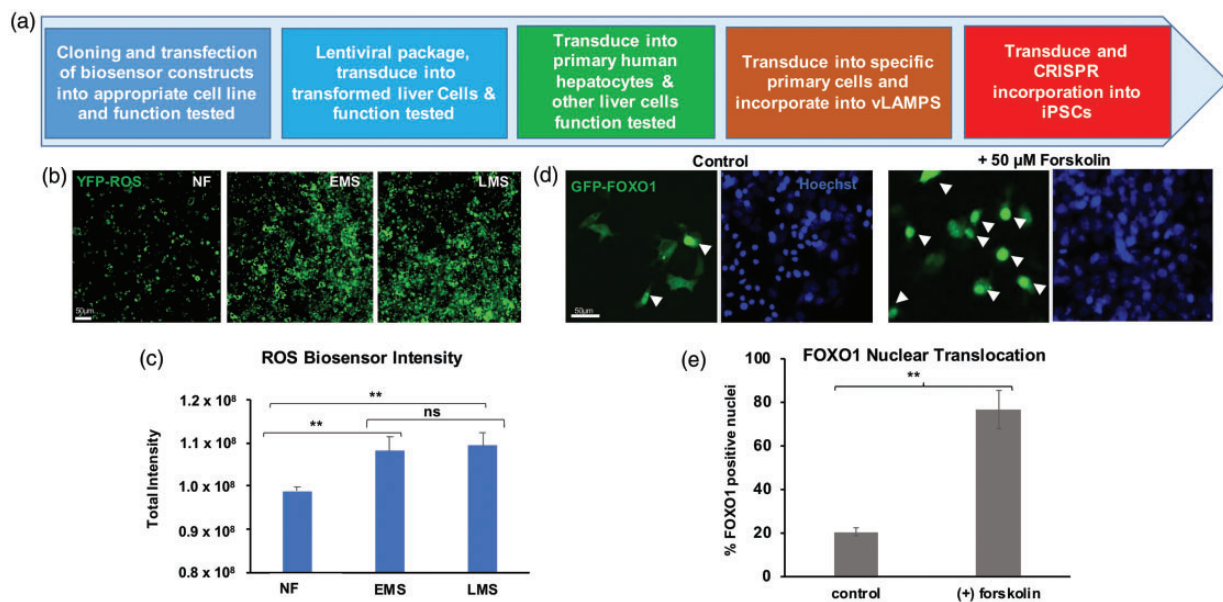 (a)
Cloning and transfection
of biosensor constructs
into appropriate cell line
and function tested
Lentiviral package,
transduce into
transformed liver Cells &
function tested
Transduce into
primary human
hepatocytes &
other liver cells
function tested
Transduce into specific
primary cells and
incorporate into vLAMPS
Transduce and
CRISPR
incorporation into
iPSCs
(b)
YFP-ROS
NF
EMS
LMS
50µm
(d)
Control
+ 50 µM Forskolin
GFP-FOXO1
Hoechst
50µm
(c)
ROS Biosensor Intensity
Total Intensity
1.2 x 10⁸
1.1 x 10⁸
1.0 x 10⁸
0.9 x 10⁸
0.8 x 10⁸
**
**
ns
NF
EMS
LMS
(e)
FOXO1 Nuclear Translocation
% FOXO1 positive nuclei
100
80
60
40
20
0
**
control
(+) forskolin